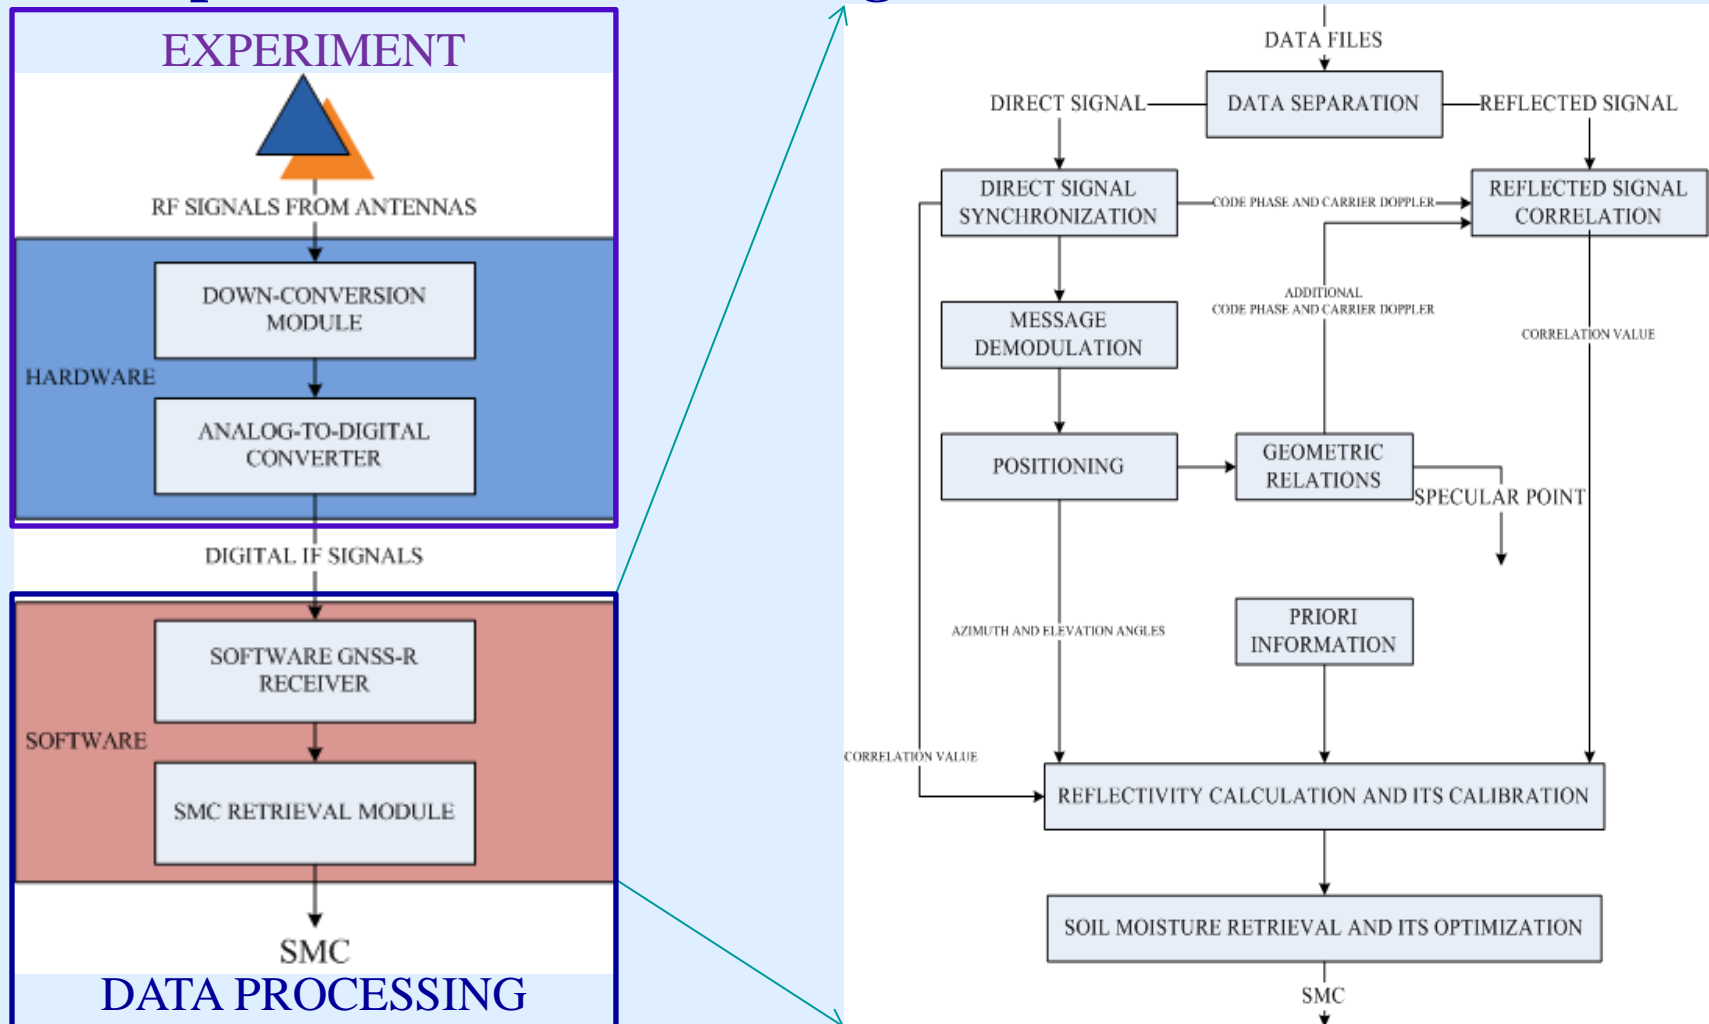 EXPERIMENT
RF SIGNALS FROM ANTENNAS
DOWN-CONVERSION
MODULE
HARDWARE
ANALOG-TO-DIGITAL
CONVERTER
DIGITAL IF SIGNALS
SOFTWARE GNSS-R
RECEIVER
SOFTWARE
SMC RETRIEVAL MODULE
SMC
DATA PROCESSING
DATA FILES
DIRECT SIGNAL
DATA SEPARATION
REFLECTED SIGNAL
DIRECT SIGNAL
SYNCHRONIZATION
CODE PHASE AND CARRIER DOPPLER
REFLECTED SIGNAL
CORRELATION
ADDITIONAL
CODE PHASE AND CARRIER DOPPLER
MESSAGE
DEMODULATION
CORRELATION VALUE
POSITIONING
GEOMETRIC
RELATIONS
SPECULAR POINT
AZIMUTH AND ELEVATION ANGLES
PRIORI
INFORMATION
CORRELATION VALUE
REFLECTIVITY CALCULATION AND ITS CALIBRATION
SOIL MOISTURE RETRIEVAL AND ITS OPTIMIZATION
SMC